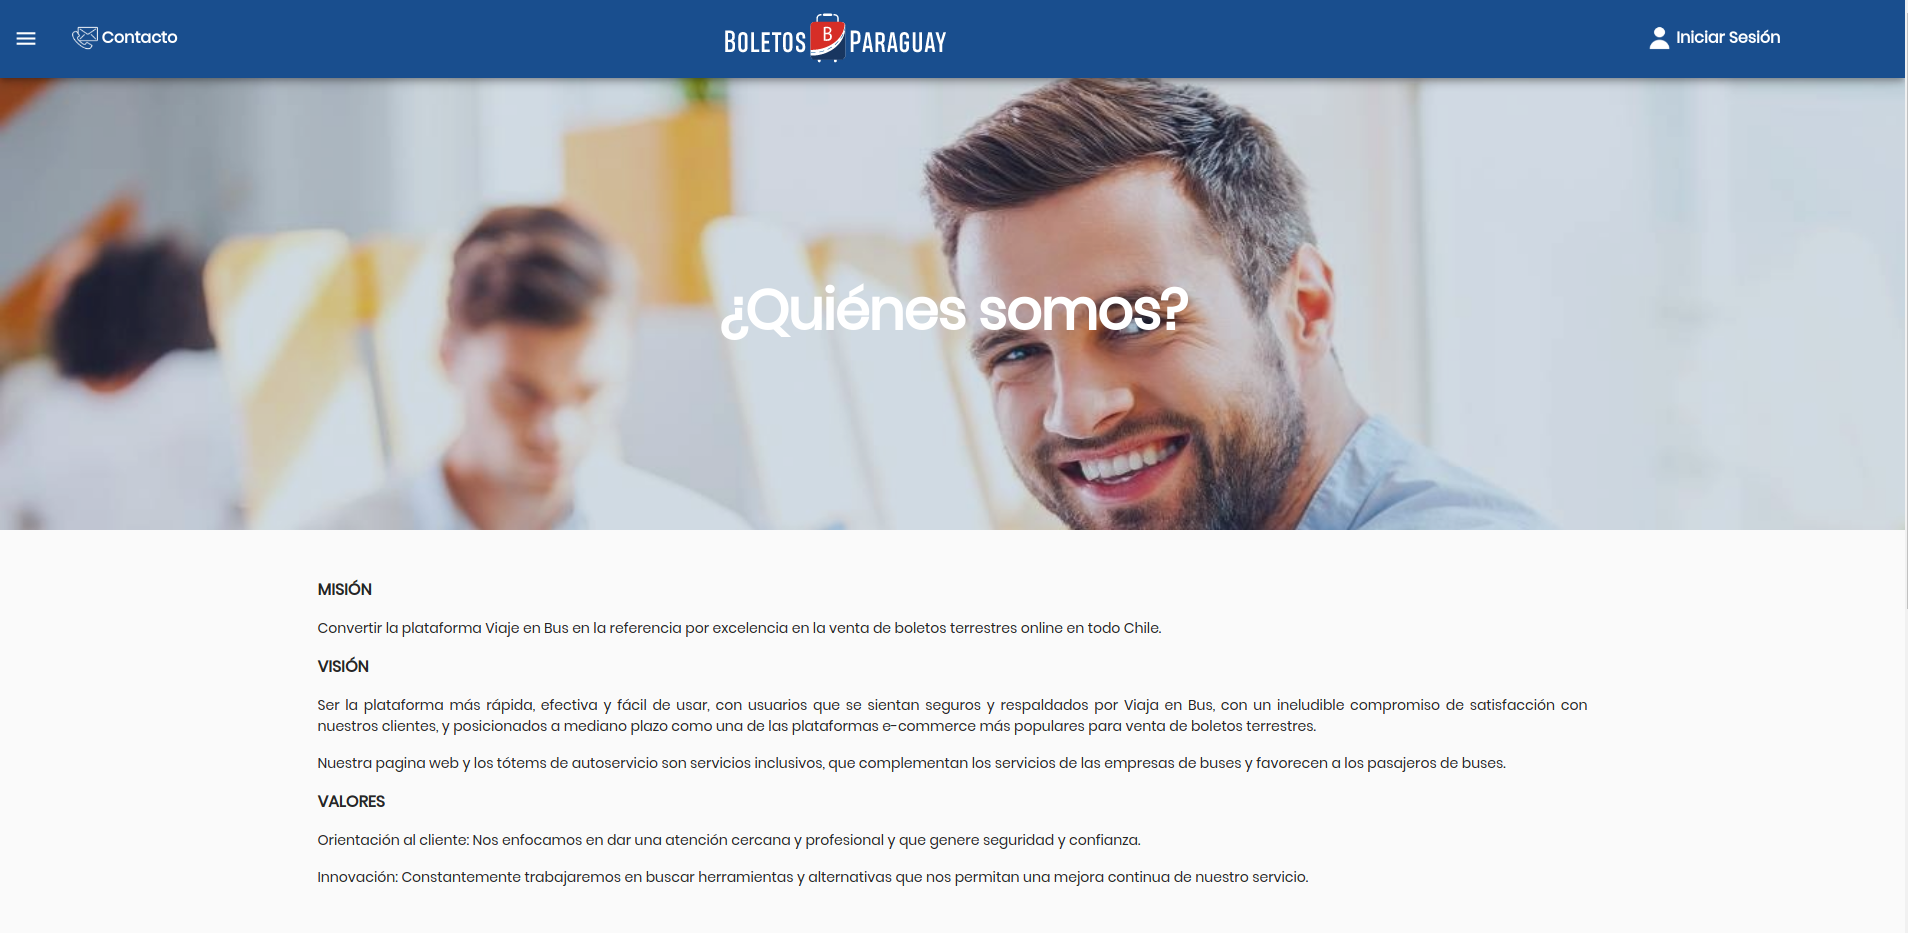 Contacto
BOLETOS B PARAGUAY
Iniciar Sesión
¿Quiénes somos?
MISIÓN
Convertir la plataforma Viaje en Bus en la referencia por excelencia en la venta de boletos terrestres online en todo Chile.
VISIÓN
Ser la plataforma más rápida, efectiva y fácil de usar, con usuarios que se sientan seguros y respaldados por Viaja en Bus, con un ineludible compromiso de satisfacción con
nuestros clientes, y posicionados a mediano plazo como una de las plataformas e-commerce más populares para venta de boletos terrestres.
Nuestra pagina web y los tótems de autoservicio son servicios inclusivos, que complementan los servicios de las empresas de buses y favorecen a los pasajeros de buses.
VALORES
Orientación al cliente: Nos enfocamos en dar una atención cercana y profesional y que genere seguridad y confianza.
Innovación: Constantemente trabajaremos en buscar herramientas y alternativas que nos permitan una mejora continua de nuestro servicio.